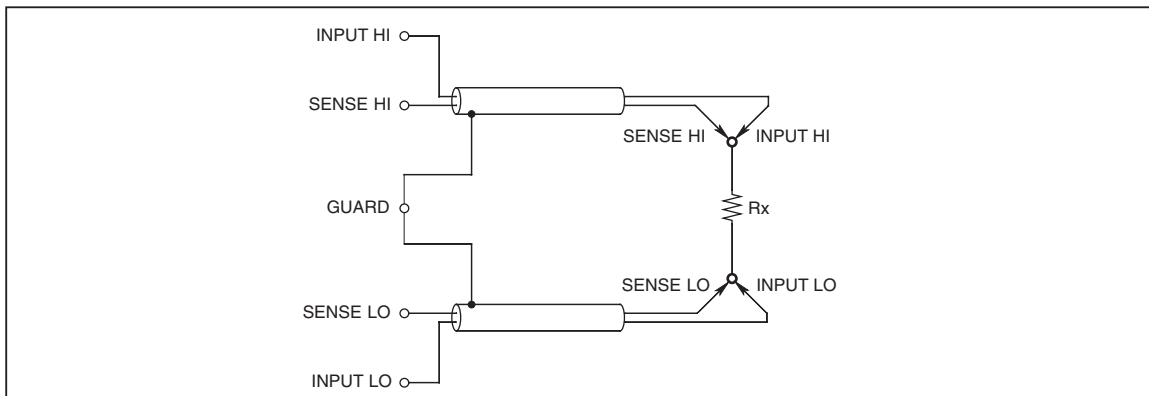 INPUT HI
SENSE HI
SENSE HI INPUT HI
GUARD
Rx
SENSE LO INPUT LO
SENSE LO
INPUT LO